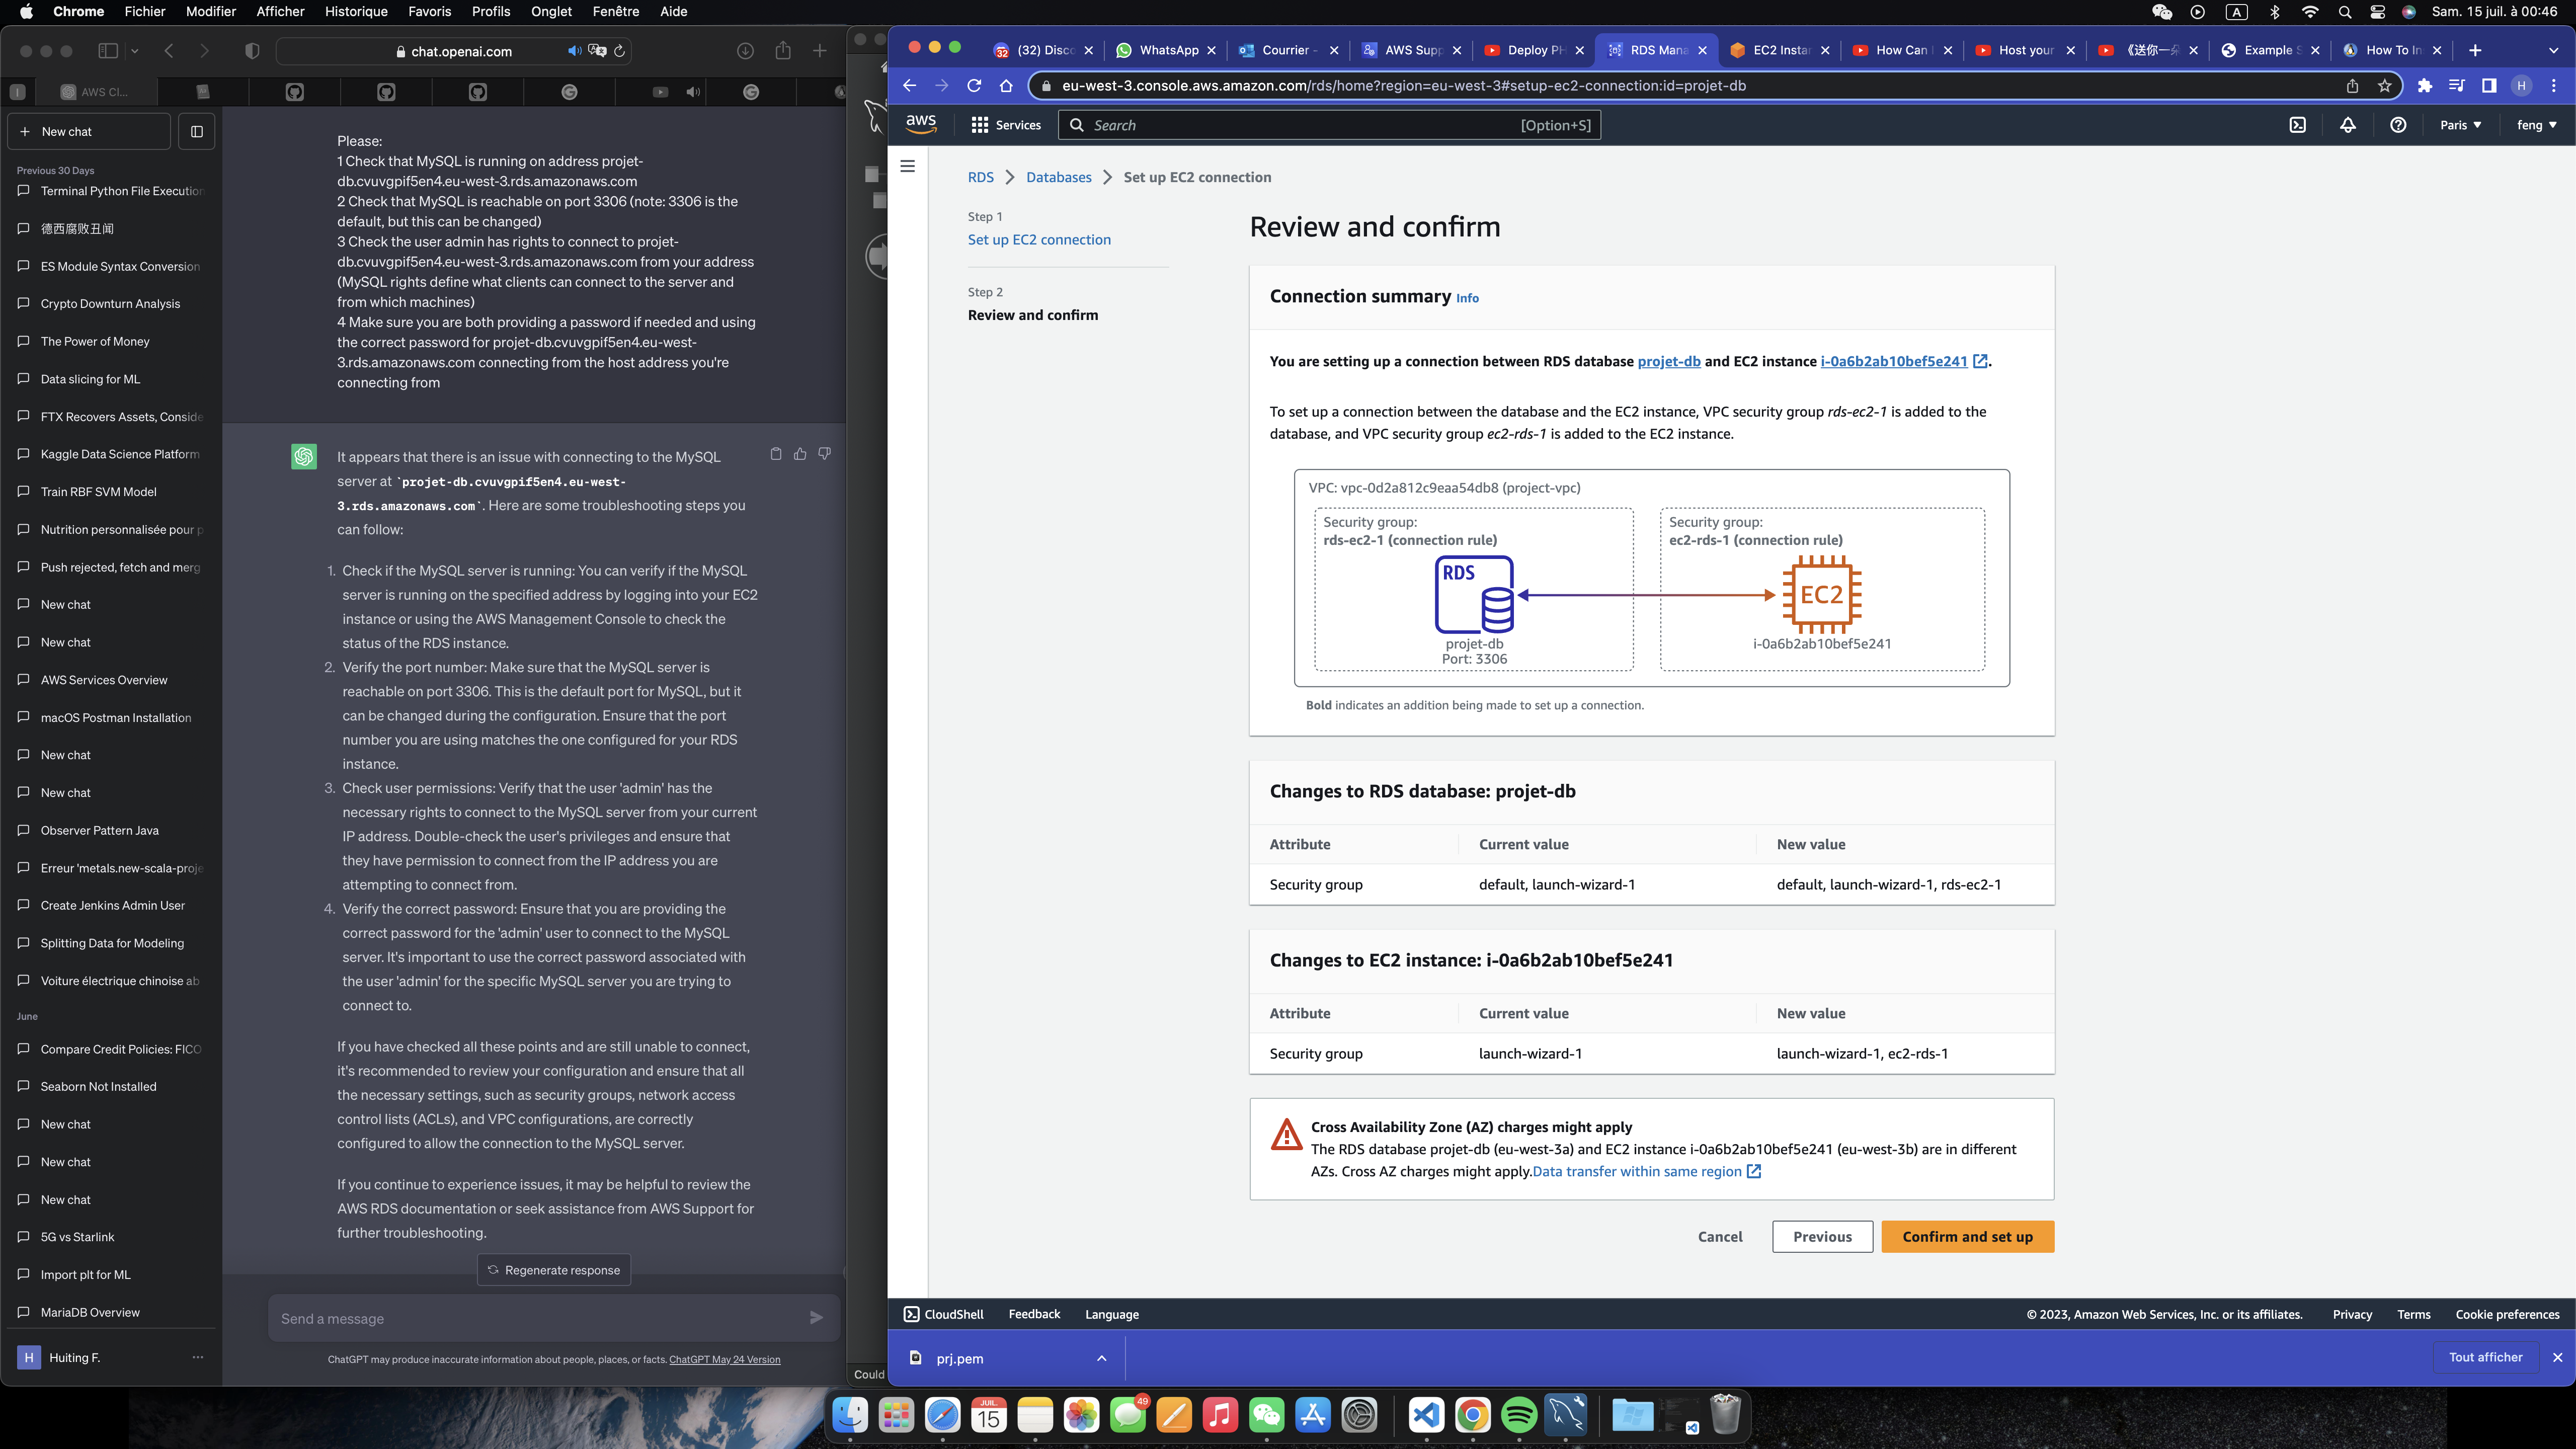 Chrome Fichier Modifier Afficher Historique Favoris Profils Onglet Fenêtre Aide
A Sam. 15 juil. à 00:46
chat.openai.com
AWS Cl...
New chat
Previous 30 Days
Terminal Python File Execution
德西腐败丑闻
ES Module Syntax Conversion
Crypto Downturn Analysis
The Power of Money
Data slicing for ML
FTX Recovers Assets, Conside
Kaggle Data Science Platform
Train RBF SVM Model
Nutrition personnalisée pour p
Push rejected, fetch and merg
New chat
New chat
AWS Services Overview
macOS Postman Installation
New chat
New chat
Observer Pattern Java
Erreur 'metals.new-scala-proje
Create Jenkins Admin User
Splitting Data for Modeling
Voiture électrique chinoise ab
June
Compare Credit Policies: FICO
Seaborn Not Installed
New chat
New chat
New chat
5G vs Starlink
Import plt for ML
MariaDB Overview
H Huiting F.
Please:
1 Check that MySQL is running on address projet-
db.cvuvgpif5en4.eu-west-3.rds.amazonaws.com
2 Check that MySQL is reachable on port 3306 (note: 3306 is the
default, but this can be changed)
3 Check the user admin has rights to connect to projet-
db.cvuvgpif5en4.eu-west-3.rds.amazonaws.com from your address
(MySQL rights define what clients can connect to the server and
from which machines)
4 Make sure you are both providing a password if needed and using
the correct password for projet-db.cvuvgpif5en4.eu-west-
3.rds.amazonaws.com connecting from the host address you're
connecting from
It appears that there is an issue with connecting to the MySQL
server at `projet-db.cvuvgpif5en4.eu-west-
3.rds.amazonaws.com`. Here are some troubleshooting steps you
can follow:
1. Check if the MySQL server is running: You can verify if the MySQL
server is running on the specified address by logging into your EC2
instance or using the AWS Management Console to check the
status of the RDS instance.
2. Verify the port number: Make sure that the MySQL server is
reachable on port 3306. This is the default port for MySQL, but it
can be changed during the configuration. Ensure that the port
number you are using matches the one configured for your RDS
instance.
3. Check user permissions: Verify that the user 'admin' has the
necessary rights to connect to the MySQL server from your current
IP address. Double-check the user's privileges and ensure that
they have permission to connect from the IP address you are
attempting to connect from.
4. Verify the correct password: Ensure that you are providing the
correct password for the 'admin' user to connect to the MySQL
server. It's important to use the correct password associated with
the user 'admin' for the specific MySQL server you are trying to
connect to.
If you have checked all these points and are still unable to connect,
it's recommended to review your configuration and ensure that all
the necessary settings, such as security groups, network access
control lists (ACLs), and VPC configurations, are correctly
configured to allow the connection to the MySQL server.
If you continue to experience issues, it may be helpful to review the
AWS RDS documentation or seek assistance from AWS Support for
further troubleshooting.
Regenerate response
Send a message
ChatGPT may produce inaccurate information about people, places, or facts. ChatGPT May 24 Version
Could
32 (32) Disco WhatsApp Courrier - AWS Supp Deploy PH RDS Mana EC2 Instan How Can Host your 《送你一朵 Example S How To In
eu-west-3.console.aws.amazon.com/rds/home?region=eu-west-3#setup-ec2-connection:id=projet-db H
aws Services Search [Option+S] Paris feng
RDS Databases Set up EC2 connection
Step 1
Set up EC2 connection
Step 2
Review and confirm
Review and confirm
Connection summary Info
You are setting up a connection between RDS database projet-db and EC2 instance i-0a6b2ab10bef5e241.
To set up a connection between the database and the EC2 instance, VPC security group rds-ec2-1 is added to the
database, and VPC security group ec2-rds-1 is added to the EC2 instance.
VPC: vpc-0d2a812c9eaa54db8 (project-vpc)
Security group: Security group:
rds-ec2-1 (connection rule) ec2-rds-1 (connection rule)
RDS EC2
projet-db i-0a6b2ab10bef5e241
Port: 3306
Bold indicates an addition being made to set up a connection.
Changes to RDS database: projet-db
Attribute Current value New value
Security group default, launch-wizard-1 default, launch-wizard-1, rds-ec2-1
Changes to EC2 instance: i-0a6b2ab10bef5e241
Attribute Current value New value
Security group launch-wizard-1 launch-wizard-1, ec2-rds-1
Cross Availability Zone (AZ) charges might apply
The RDS database projet-db (eu-west-3a) and EC2 instance i-0a6b2ab10bef5e241 (eu-west-3b) are in different
AZs. Cross AZ charges might apply.Data transfer within same region
Cancel Previous Confirm and set up
CloudShell Feedback Language © 2023, Amazon Web Services, Inc. or its affiliates. Privacy Terms Cookie preferences
prj.pem Tout afficher
JUIL.
15
49